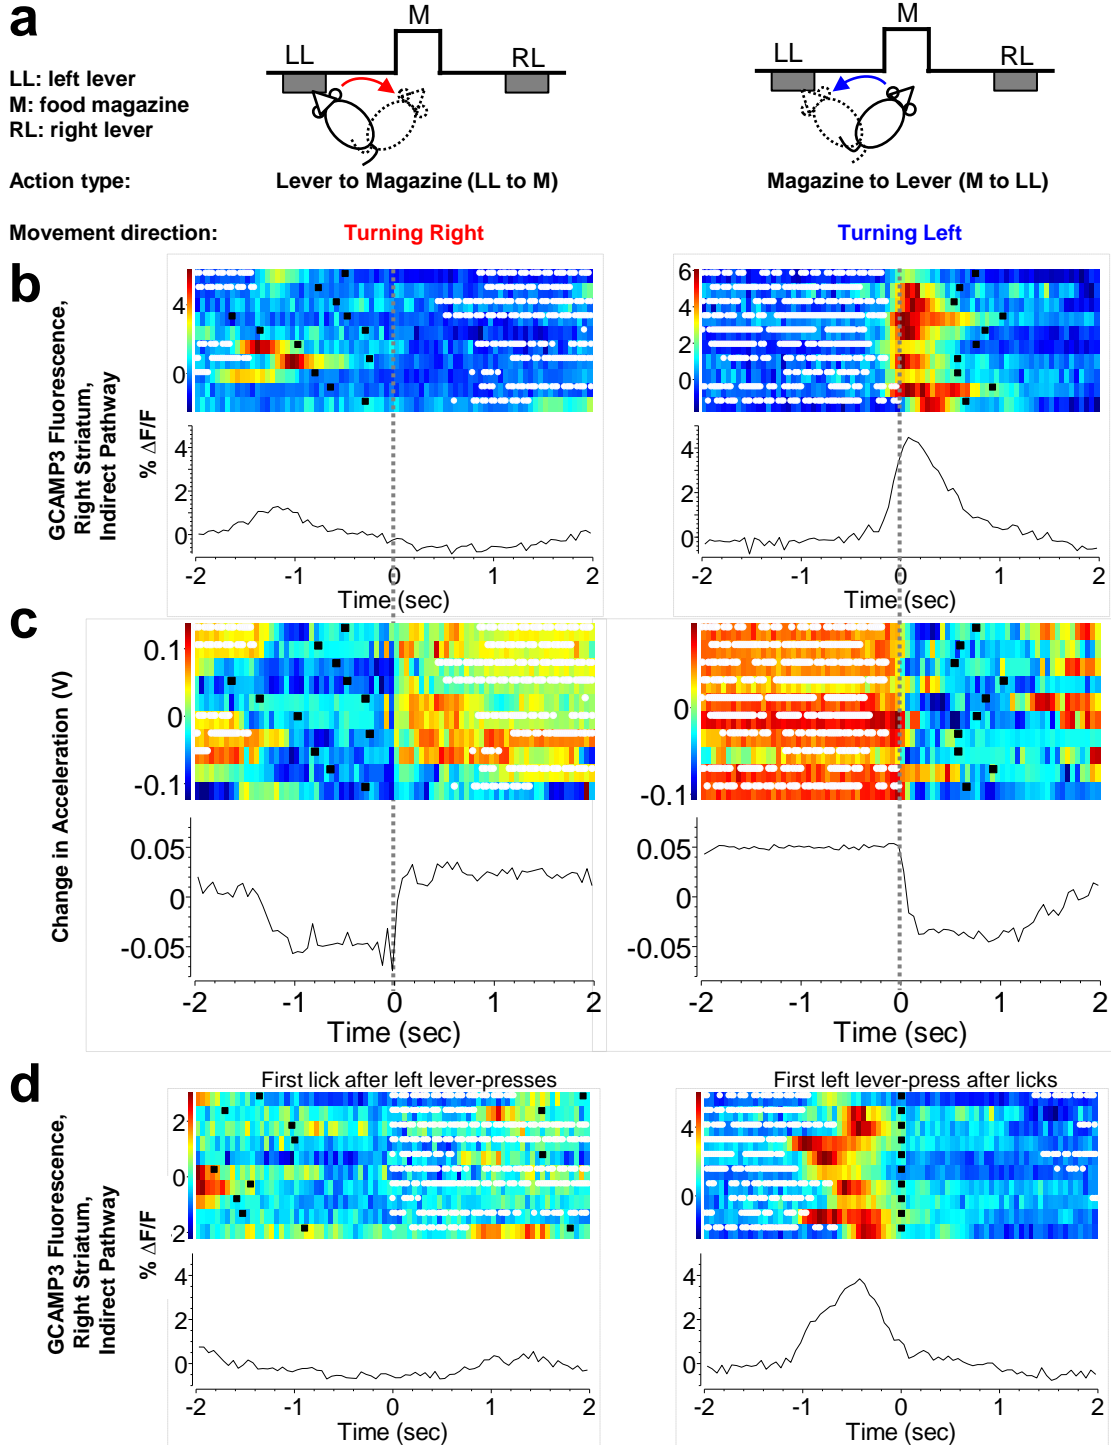 a
LL: left lever
M: food magazine
RL: right lever
M
LL
RL
M
LL
RL
Action type:
Lever to Magazine (LL to M)
Magazine to Lever (M to LL)
Movement direction:
Turning Right
Turning Left
b
GCAMP3 Fluorescence,
Right Striatum,
Indirect Pathway
% ΔF/F
4
0
6
4
2
0
4
2
0
-2 -1 0 1 2
Time (sec)
4
2
0
-2 -1 0 1 2
Time (sec)
c
Change in Acceleration (V)
0.1
0
-0.1
0
-0.1
0.05
0
-0.05
-2 -1 0 1 2
Time (sec)
0.05
0
-0.05
-2 -1 0 1 2
Time (sec)
d
First lick after left lever-presses
First left lever-press after licks
GCAMP3 Fluorescence,
Right Striatum,
Indirect Pathway
% ΔF/F
2
0
-2
4
0
4
2
0
-2 -1 0 1 2
Time (sec)
4
2
0
-2 -1 0 1 2
Time (sec)